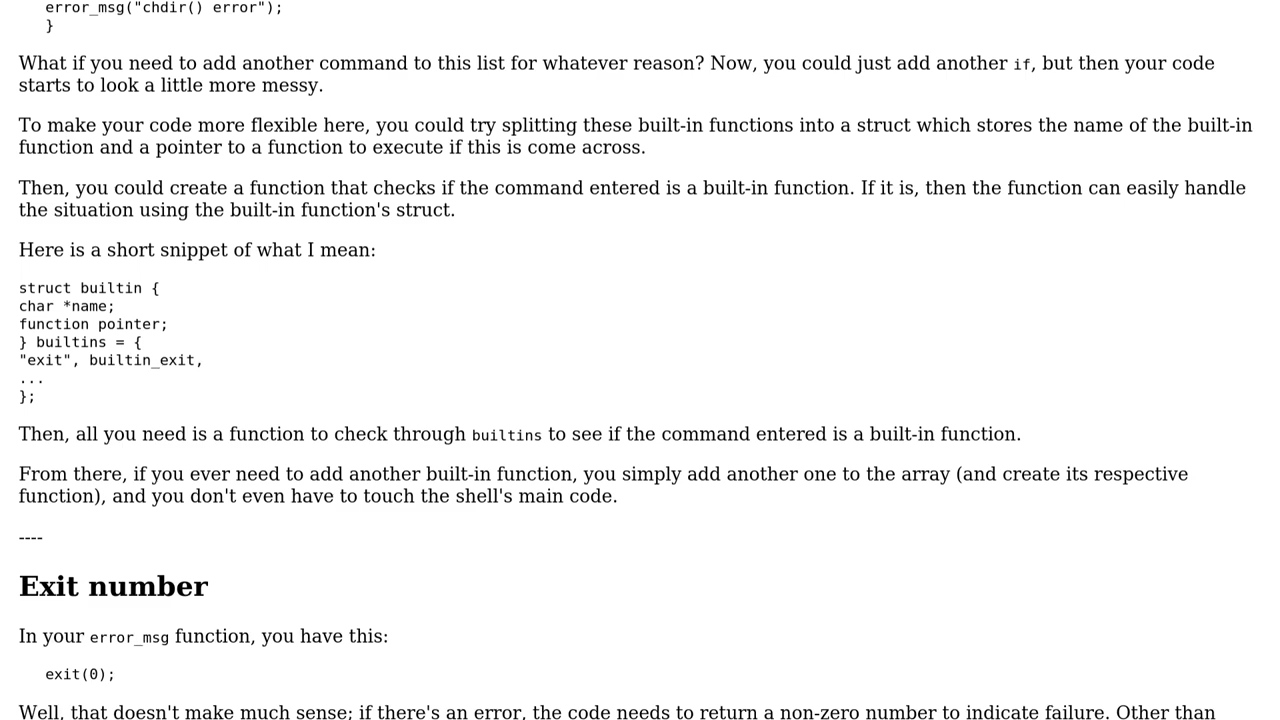 error_msg("chdir() error");
}
What if you need to add another command to this list for whatever reason? Now, you could just add another if, but then your code
starts to look a little more messy.
To make your code more flexible here, you could try splitting these built-in functions into a struct which stores the name of the built-in
function and a pointer to a function to execute if this is come across.
Then, you could create a function that checks if the command entered is a built-in function. If it is, then the function can easily handle
the situation using the built-in function's struct.
Here is a short snippet of what I mean:
struct builtin {
char *name;
function pointer;
} builtins = {
"exit", builtin_exit,
...
};
Then, all you need is a function to check through builtins to see if the command entered is a built-in function.
From there, if you ever need to add another built-in function, you simply add another one to the array (and create its respective
function), and you don't even have to touch the shell's main code.
----
Exit number
In your error_msg function, you have this:
exit(0);
Well, that doesn't make much sense; if there's an error, the code needs to return a non-zero number to indicate failure. Other than